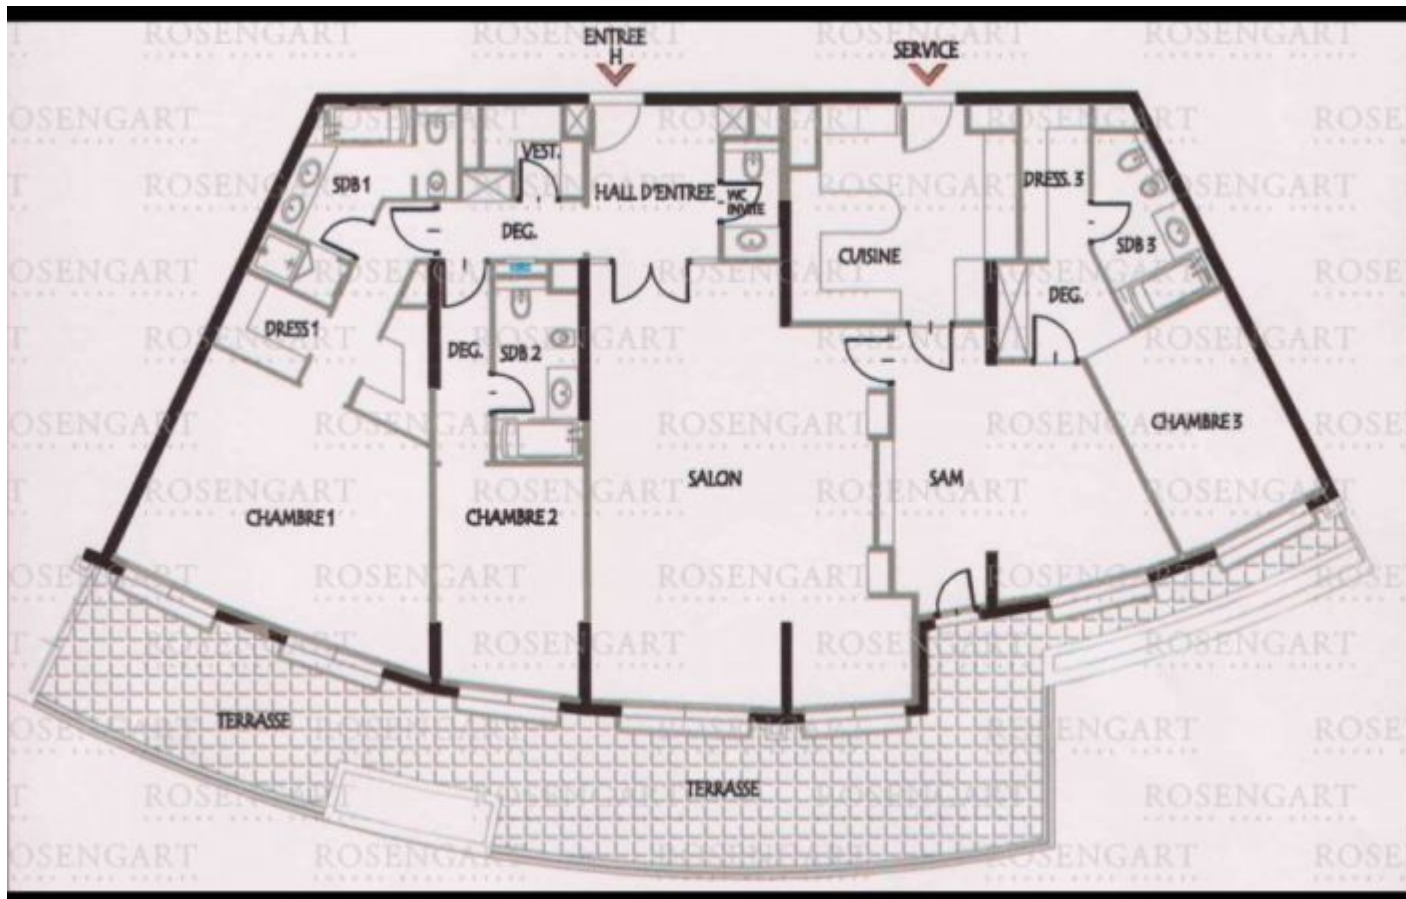 ROSENGART
ENTREE
H
SERVICE
VEST.
SDB 1
HALL D'ENTREE
WC
INVITE
DRESS. 3
DEG.
CUISINE
SDB 3
DEG.
DRESS 1
DEG.
SDB 2
CHAMBRE 3
SALON
SAM
CHAMBRE 1
CHAMBRE 2
TERRASSE
TERRASSE